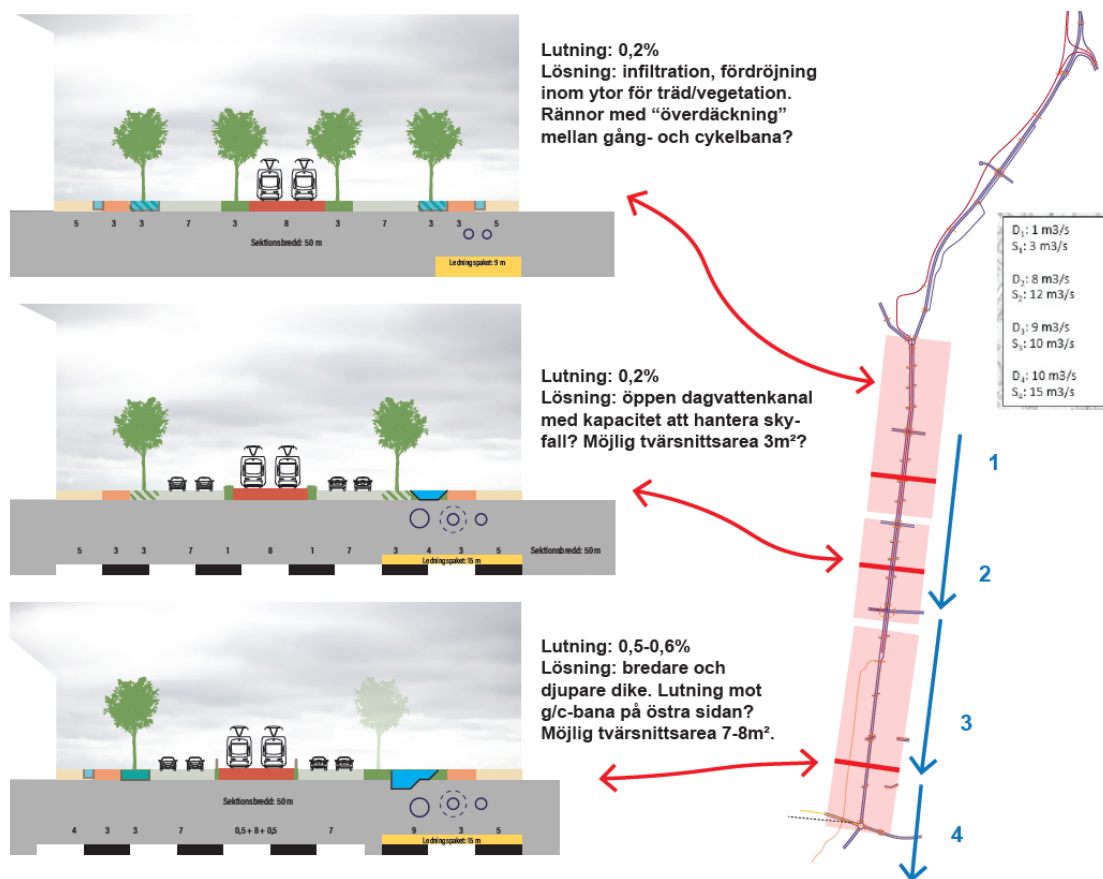 Lutning: 0,2%
Lösning: infiltration, fördröjning
inom ytor för träd/vegetation.
Rännor med “överdäckning”
mellan gång- och cykelbana?
5 3 3 7 3 8 3 7 3 3 5
Sektionsbredd: 50 m
Ledningspaket: 9 m
D1: 1 m3/s
S1: 3 m3/s
D2: 8 m3/s
S2: 12 m3/s
D3: 9 m3/s
S3: 10 m3/s
D4: 10 m3/s
S4: 15 m3/s
Lutning: 0,2%
Lösning: öppen dagvattenkanal
med kapacitet att hantera sky-
fall? Möjlig tvärsnittsarea 3m²?
5 3 3 7 1 8 1 7 3 4 3 5 Sektionsbredd: 50 m
Ledningspaket: 15 m
Lutning: 0,5-0,6%
Lösning: bredare och
djupare dike. Lutning mot
g/c-bana på östra sidan?
Möjlig tvärsnittsarea 7-8m².
Sektionsbredd: 50 m
4 3 3 7 0,5 + 8 + 0,5 7 9 3 5
Ledningspaket: 15 m
1
2
3
4